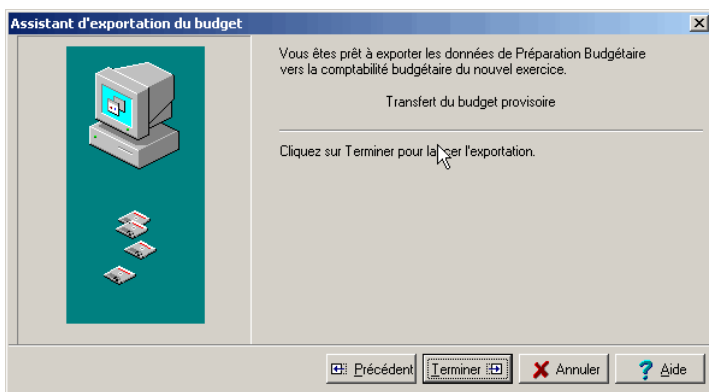 Assistant d'exportation du budget
Vous êtes prêt à exporter les données de Préparation Budgétaire
vers la comptabilité budgétaire du nouvel exercice.
Transfert du budget provisoire
Cliquez sur Terminer pour lancer l'exportation.
Précédent Terminer Annuler Aide